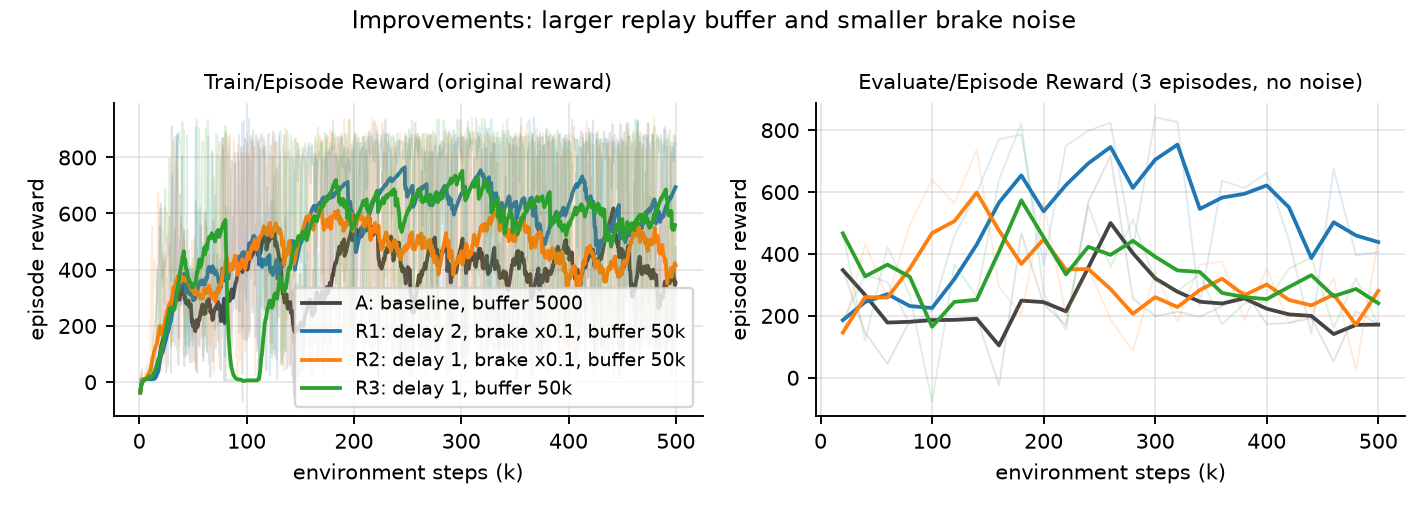 Improvements: larger replay buffer and smaller brake noise
Train/Episode Reward (original reward)
episode reward
800
600
400
200
0
0 100 200 300 400 500
environment steps (k)
A: baseline, buffer 5000
R1: delay 2, brake x0.1, buffer 50k
R2: delay 1, brake x0.1, buffer 50k
R3: delay 1, buffer 50k
Evaluate/Episode Reward (3 episodes, no noise)
episode reward
800
600
400
200
0
0 100 200 300 400 500
environment steps (k)